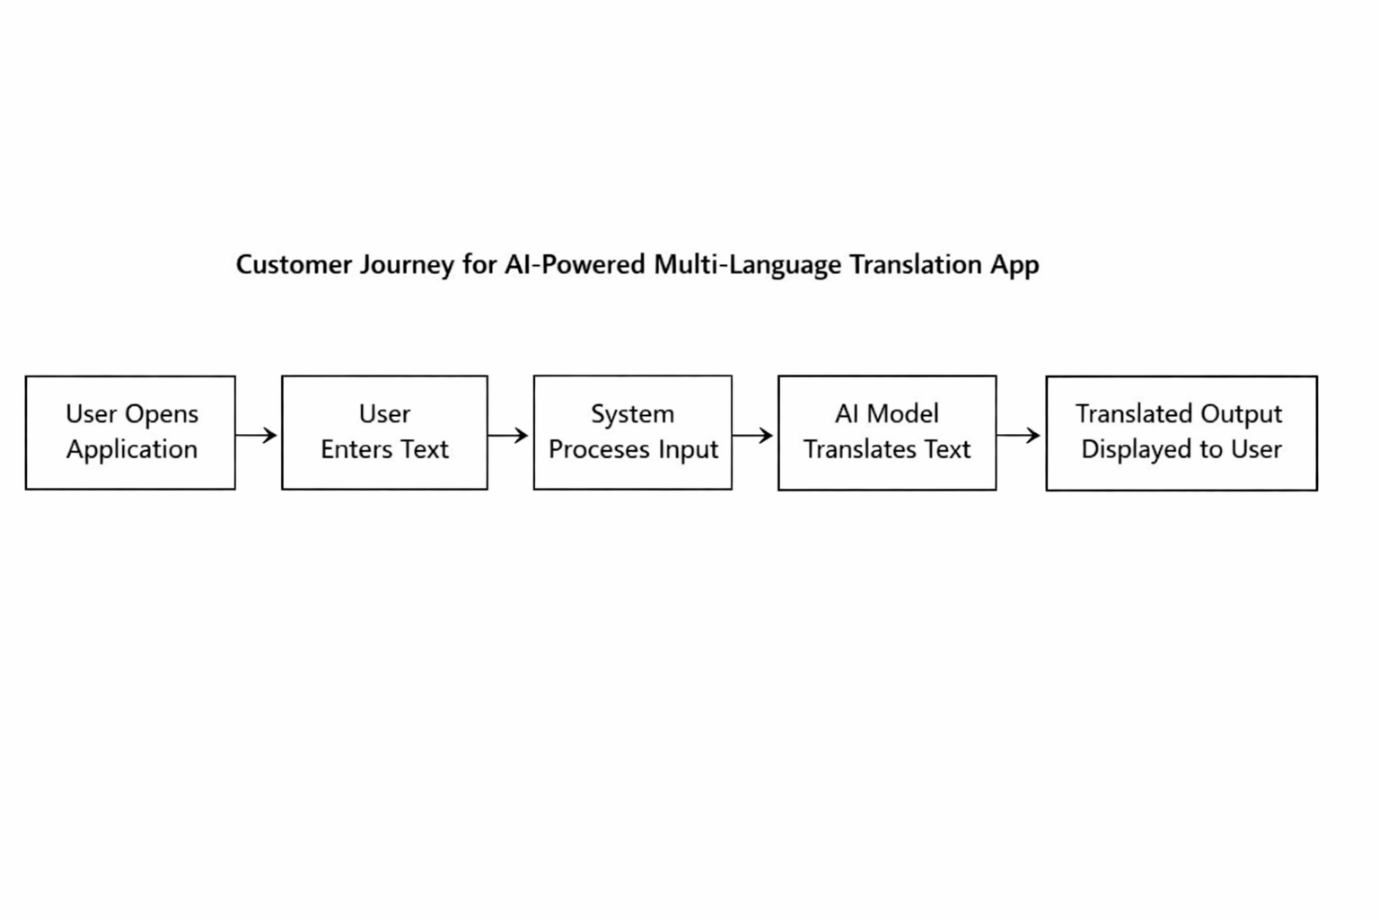 Customer Journey for AI-Powered Multi-Language Translation App
User Opens
Application
User
Enters Text
System
Proceses Input
AI Model
Translates Text
Translated Output
Displayed to User